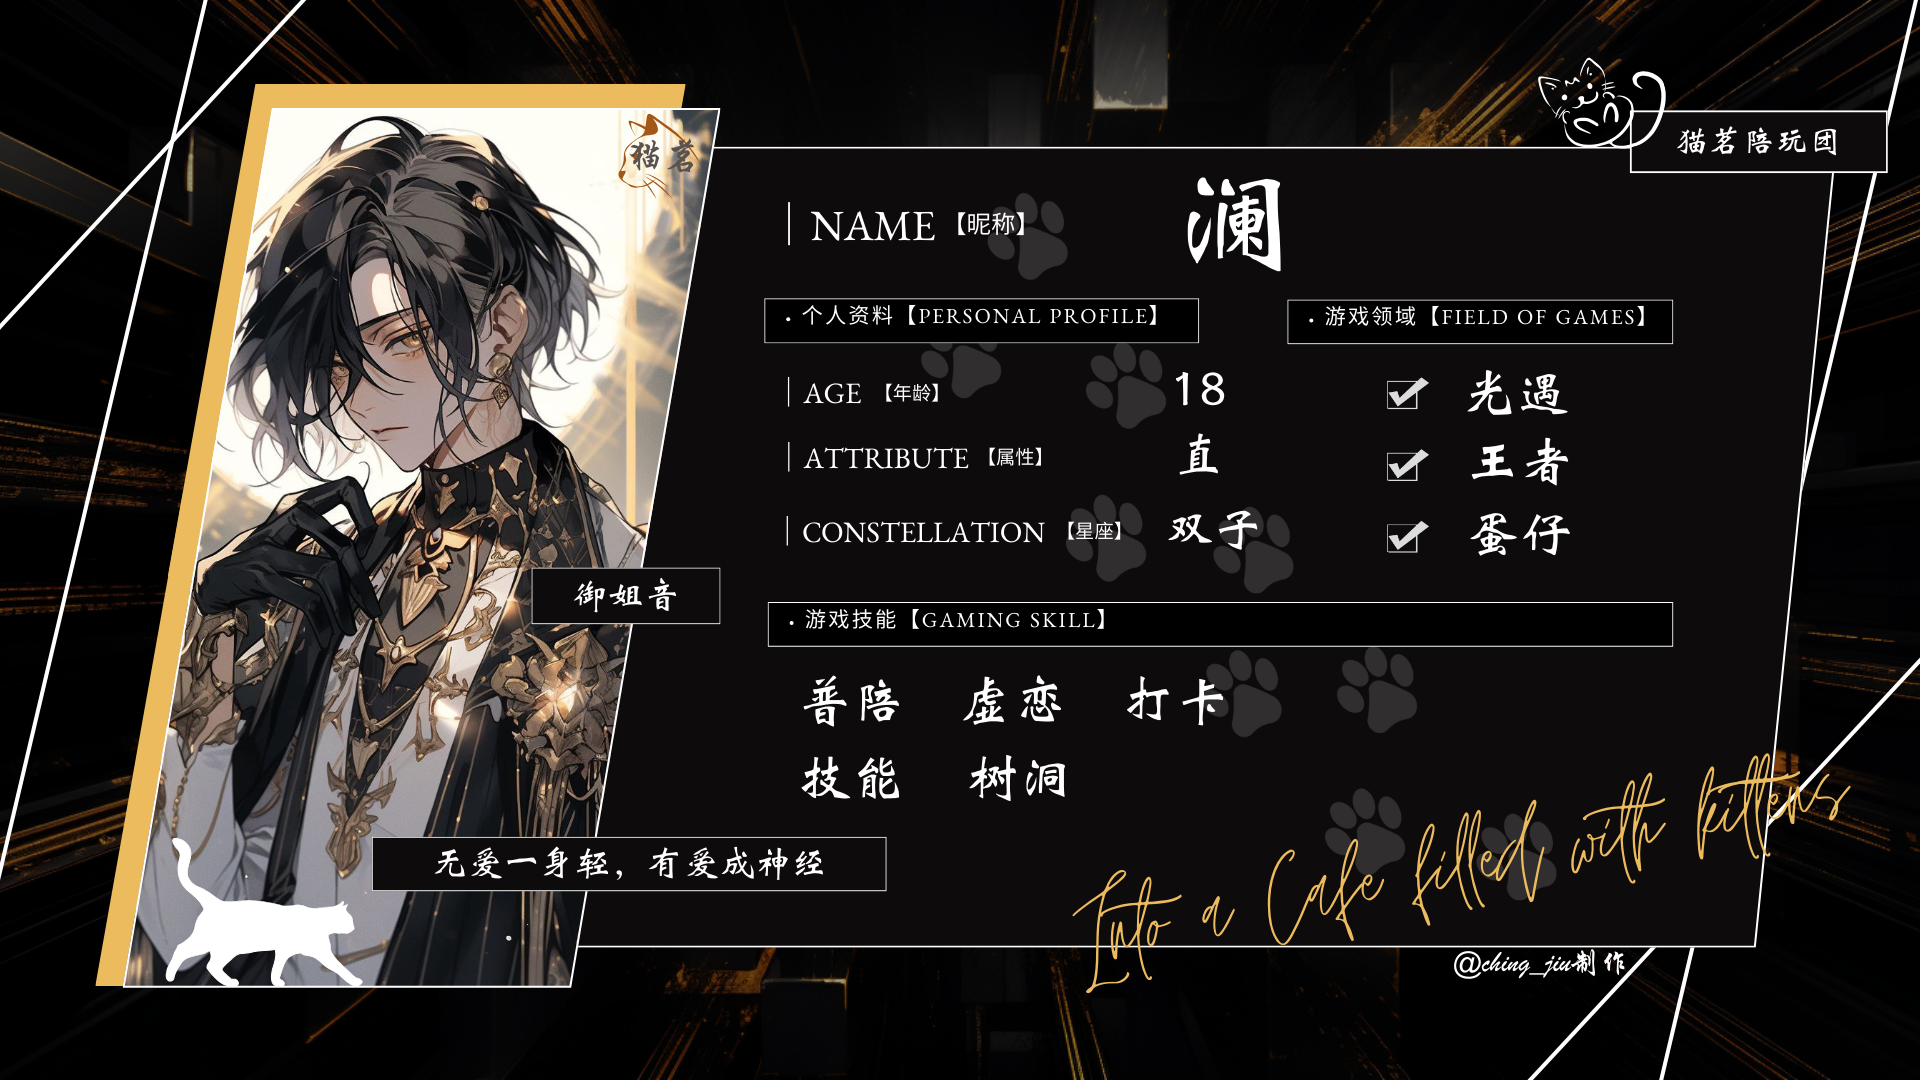 猫茗
猫茗陪玩团
NAME【昵称】 澜
· 个人资料【PERSONAL PROFILE】
AGE 【年龄】 18
ATTRIBUTE 【属性】 直
CONSTELLATION 【星座】 双子
· 游戏领域【FIELD OF GAMES】
光遇
王者
蛋仔
御姐音
· 游戏技能【GAMING SKILL】
普陪 虚恋 打卡
技能 树洞
无爱一身轻，有爱成神经
Into a Cafe filled with kittens
@ching_jiu制作